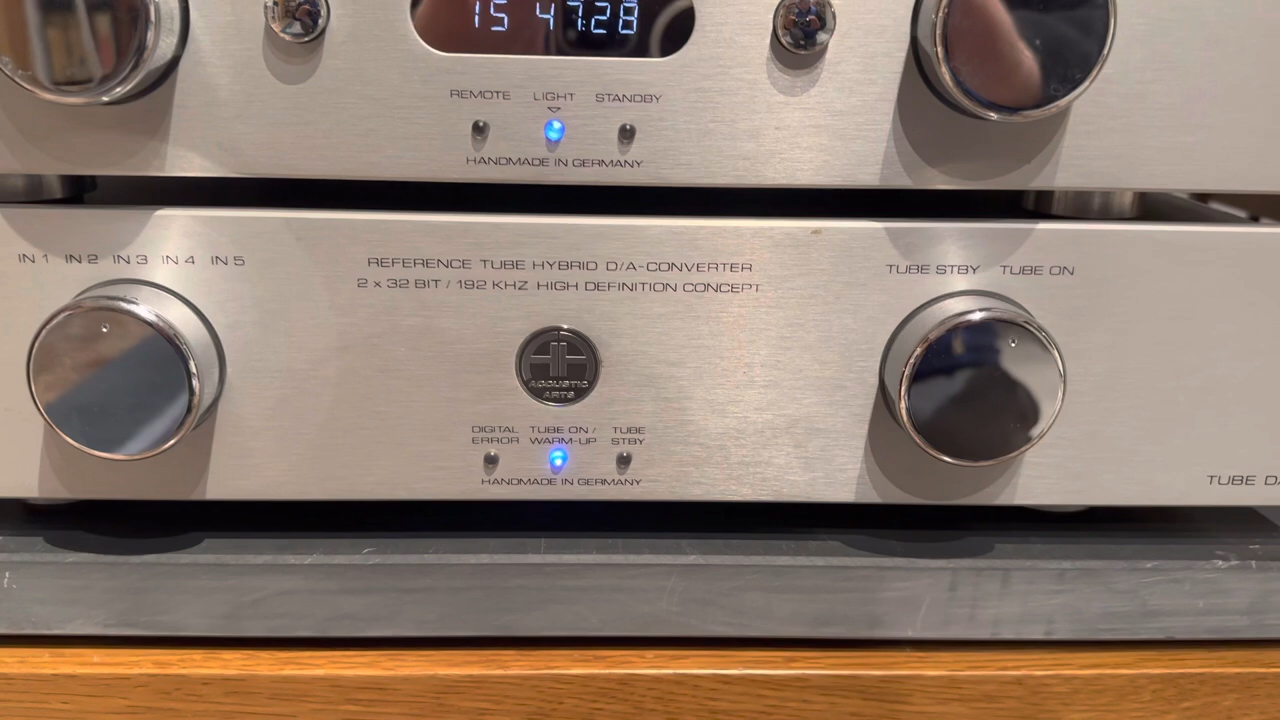 15 47:28
REMOTE LIGHT STANDBY
HANDMADE IN GERMANY
IN 1 IN 2 IN 3 IN 4 IN 5
REFERENCE TUBE HYBRID D/A-CONVERTER
2 x 32 BIT / 192 KHZ HIGH DEFINITION CONCEPT
TUBE STBY TUBE ON
ACOUSTIC
ARTS
DIGITAL TUBE ON / TUBE
ERROR WARM-UP STBY
HANDMADE IN GERMANY
TUBE